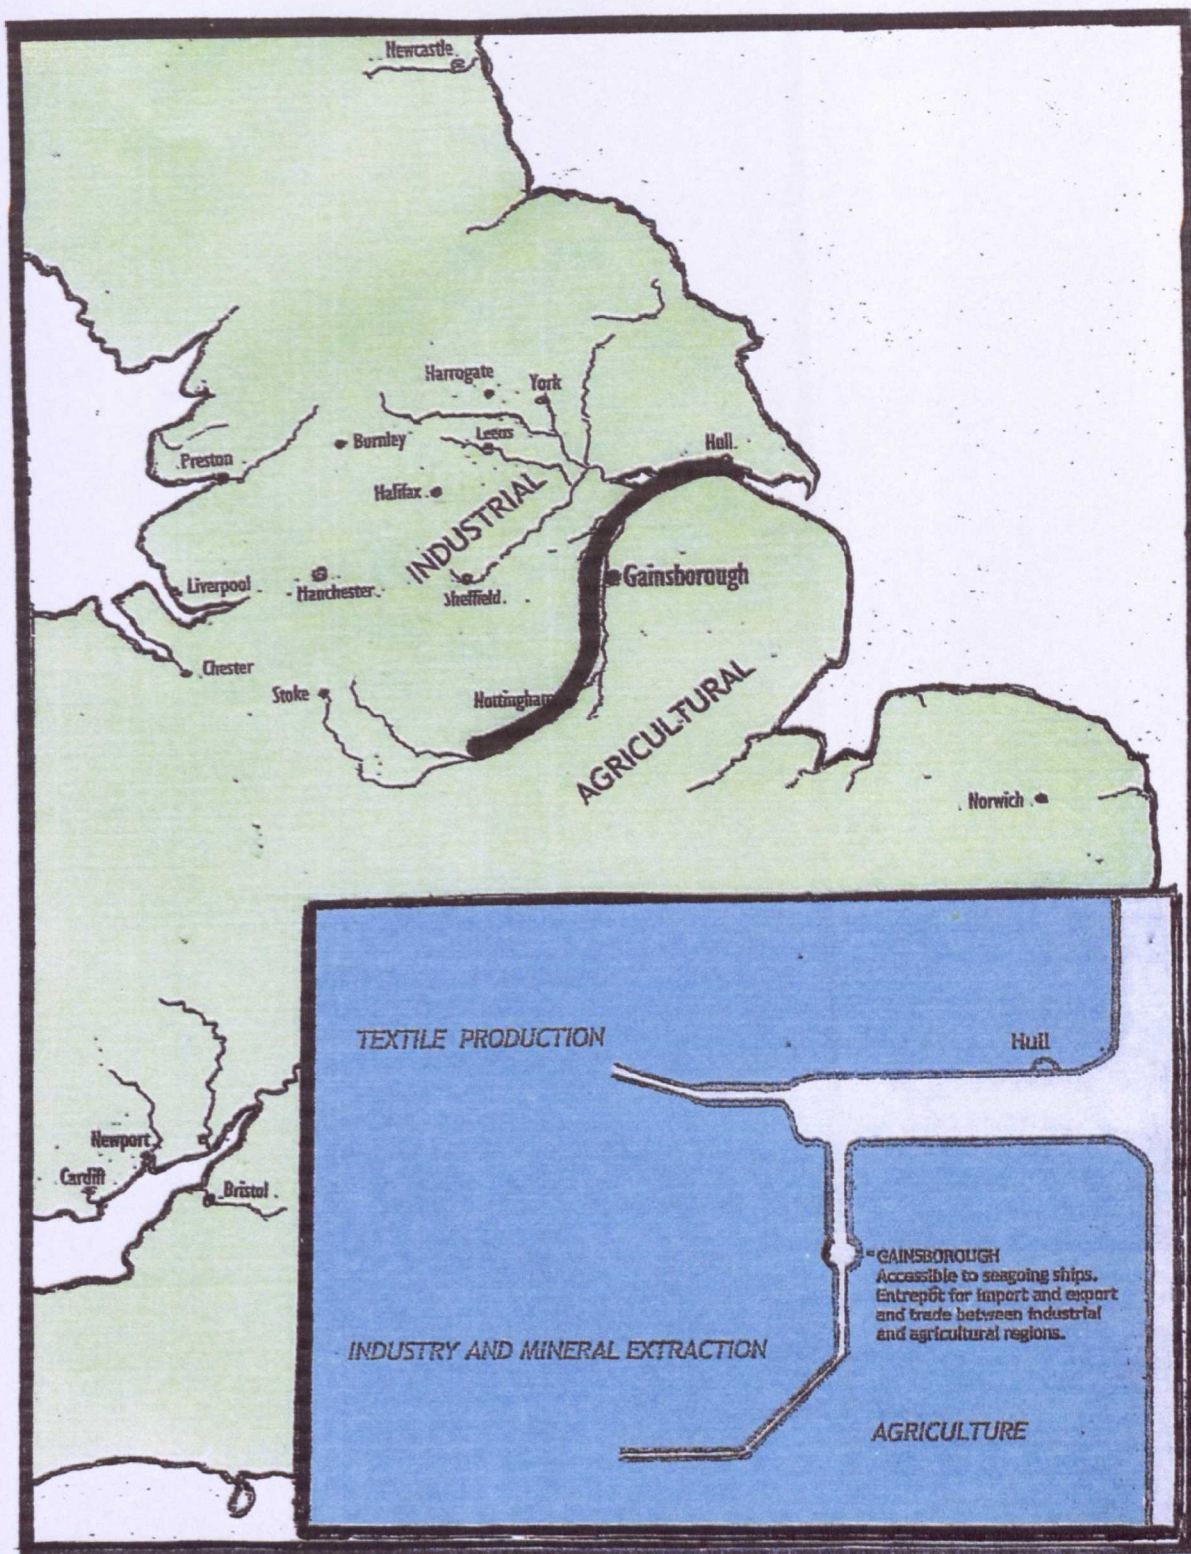 Newcastle
Harrogate
York
Burnley
Leeds
Hull
Preston
Halifax
INDUSTRIAL
Gainsborough
Liverpool
Manchester
Sheffield
Chester
Stoke
Nottingham
AGRICULTURAL
Norwich
TEXTILE PRODUCTION
Hull
Newport
Cardiff
Bristol
GAINSBOROUGH
Accessible to seagoing ships.
Entrepôt for import and export
and trade between industrial
and agricultural regions.
INDUSTRY AND MINERAL EXTRACTION
AGRICULTURE